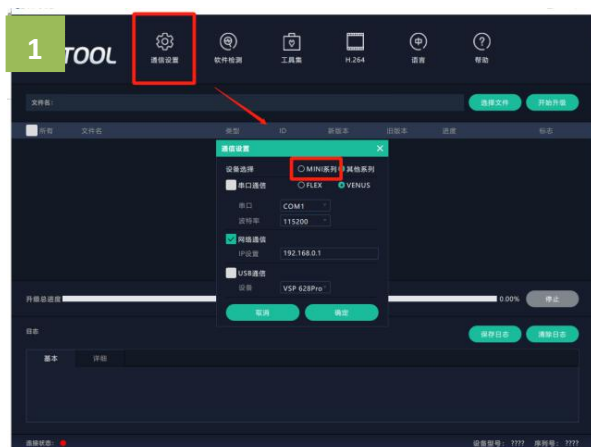 1
TOOL
通信设置
软件检测
工具集
H.264
语言
帮助
文件名:
选择文件
开始升级
所有 文件名 类型 ID 新版本 旧版本 进度 标志
通信设置 ×
设备选择 MINI系列 其他系列
串口通信 FLEX VENUS
串口 COM1
波特率 115200
网络通信
IP设置 192.168.0.1
USB通信
设备 VSP 628Pro
取消 确定
升级总进度 0.00% 停止
日志
保存日志 清除日志
基本 详细
连接状态: 设备型号: ???? 序列号: ????